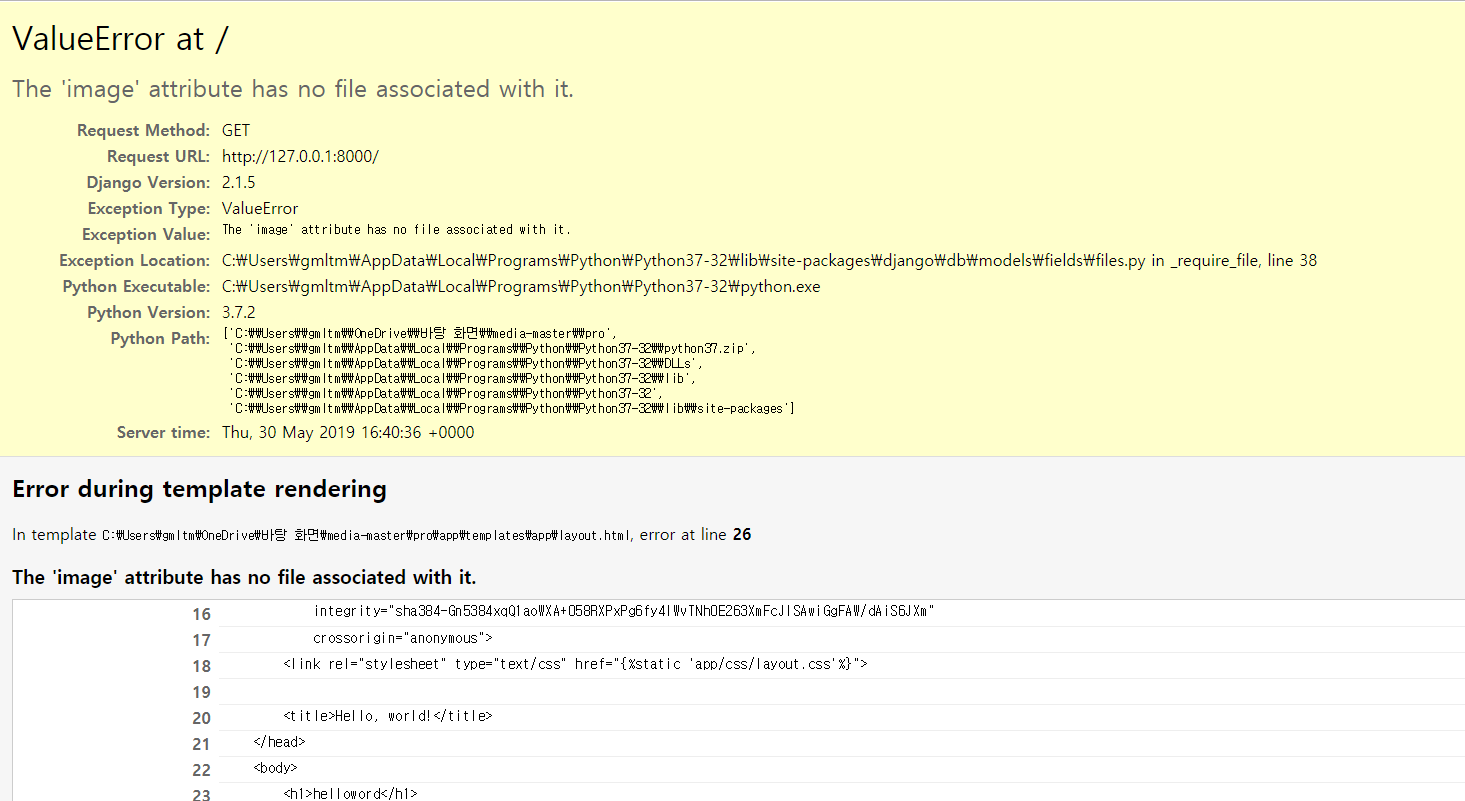 ValueError at /
The 'image' attribute has no file associated with it.
Request Method: GET
Request URL: http://127.0.0.1:8000/
Django Version: 2.1.5
Exception Type: ValueError
Exception Value: The 'image' attribute has no file associated with it.
Exception Location: C:₩Users₩gmltm₩AppData₩Local₩Programs₩Python₩Python37-32₩lib₩site-packages₩django₩db₩models₩fields₩files.py in _require_file, line 38
Python Executable: C:₩Users₩gmltm₩AppData₩Local₩Programs₩Python₩Python37-32₩python.exe
Python Version: 3.7.2
Python Path: ['C:₩₩Users₩₩gmltm₩₩OneDrive₩₩바탕 화면₩₩media-master₩₩pro',
'C:₩₩Users₩₩gmltm₩₩AppData₩₩Local₩₩Programs₩₩Python₩₩Python37-32₩₩python37.zip',
'C:₩₩Users₩₩gmltm₩₩AppData₩₩Local₩₩Programs₩₩Python₩₩Python37-32₩₩DLLs',
'C:₩₩Users₩₩gmltm₩₩AppData₩₩Local₩₩Programs₩₩Python₩₩Python37-32₩₩lib',
'C:₩₩Users₩₩gmltm₩₩AppData₩₩Local₩₩Programs₩₩Python₩₩Python37-32',
'C:₩₩Users₩₩gmltm₩₩AppData₩₩Local₩₩Programs₩₩Python₩₩Python37-32₩₩lib₩₩site-packages']
Server time: Thu, 30 May 2019 16:40:36 +0000
Error during template rendering
In template C:₩Users₩gmltm₩OneDrive₩바탕 화면₩media-master₩pro₩app₩templates₩app₩layout.html, error at line 26
The 'image' attribute has no file associated with it.
16 integrity="sha384-Gn5384xqQ1aoWXA+058RXPxPg6fy4IWvTNh0E263XmFcJlSAwiGgFAW/dAiS6JXm"
17 crossorigin="anonymous">
18 <link rel="stylesheet" type="text/css" href="{%static 'app/css/layout.css'%}">
19
20 <title>Hello, world!</title>
21 </head>
22 <body>
23 <h1>helloword</h1>